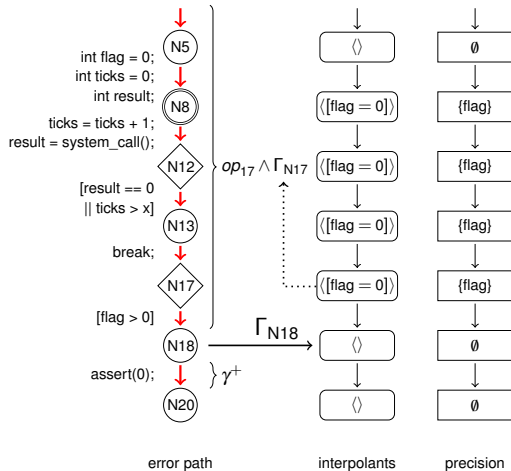 N5
⟨⟩
∅
int flag = 0;
int ticks = 0;
int result;
N8
⟨[flag = 0]⟩
{flag}
ticks = ticks + 1;
result = system_call();
N12
op₁₇ ∧ Γ_N17
⟨[flag = 0]⟩
{flag}
[result == 0
|| ticks > x]
N13
⟨[flag = 0]⟩
{flag}
break;
N17
⟨[flag = 0]⟩
{flag}
[flag > 0]
N18
Γ_N18
⟨⟩
∅
assert(0);
γ⁺
N20
⟨⟩
∅
error path
interpolants
precision